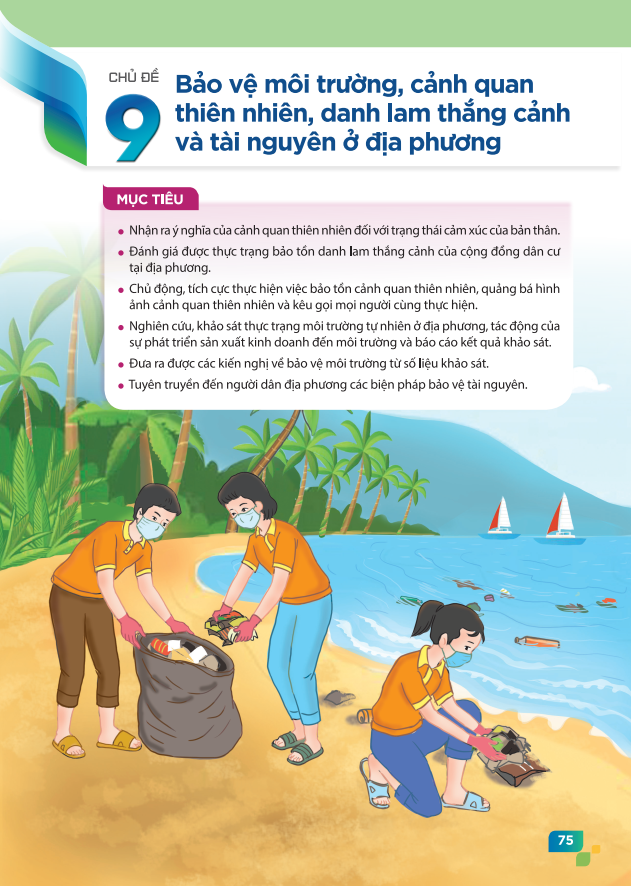 CHỦ ĐỀ
9
Bảo vệ môi trường, cảnh quan
thiên nhiên, danh lam thắng cảnh
và tài nguyên ở địa phương
MỤC TIÊU
• Nhận ra ý nghĩa của cảnh quan thiên nhiên đối với trạng thái cảm xúc của bản thân.
• Đánh giá được thực trạng bảo tồn danh lam thắng cảnh của cộng đồng dân cư
tại địa phương.
• Chủ động, tích cực thực hiện việc bảo tồn cảnh quan thiên nhiên, quảng bá hình
ảnh cảnh quan thiên nhiên và kêu gọi mọi người cùng thực hiện.
• Nghiên cứu, khảo sát thực trạng môi trường tự nhiên ở địa phương, tác động của
sự phát triển sản xuất kinh doanh đến môi trường và báo cáo kết quả khảo sát.
• Đưa ra được các kiến nghị về bảo vệ môi trường từ số liệu khảo sát.
• Tuyên truyền đến người dân địa phương các biện pháp bảo vệ tài nguyên.
75